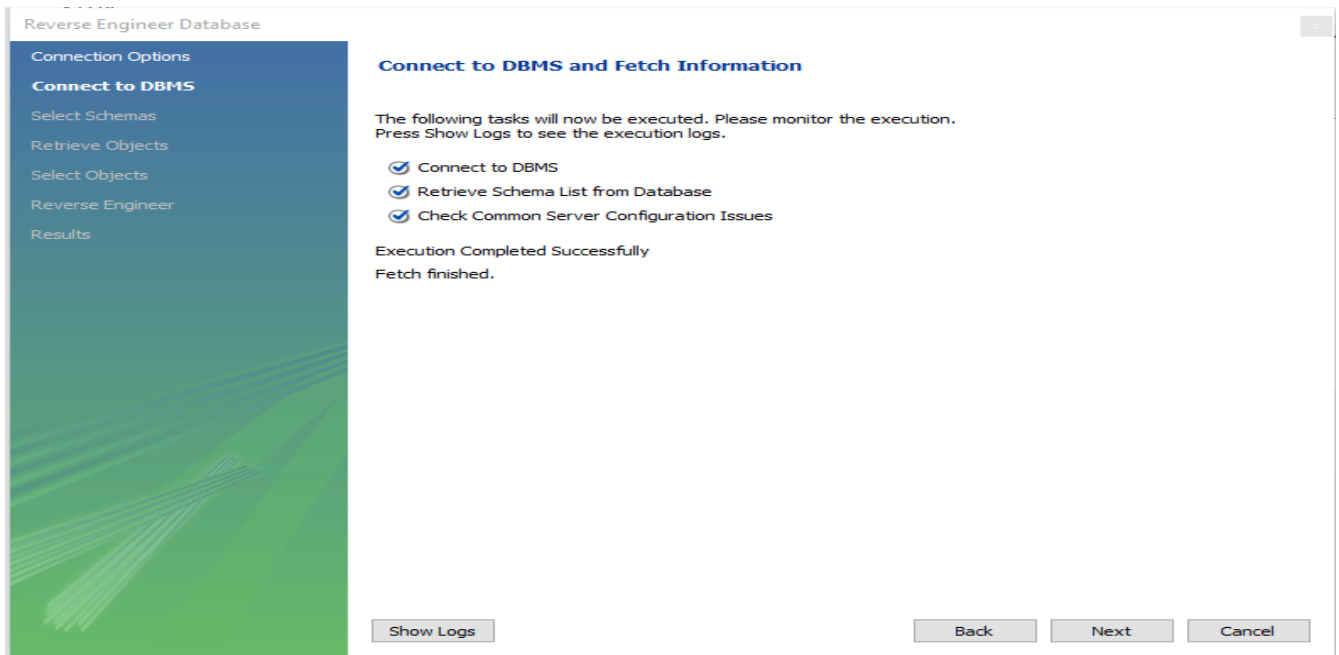 Reverse Engineer Database
Connection Options
Connect to DBMS
Select Schemas
Retrieve Objects
Select Objects
Reverse Engineer
Results
Connect to DBMS and Fetch Information
The following tasks will now be executed. Please monitor the execution.
Press Show Logs to see the execution logs.
Connect to DBMS
Retrieve Schema List from Database
Check Common Server Configuration Issues
Execution Completed Successfully
Fetch finished.
Show Logs
Back
Next
Cancel